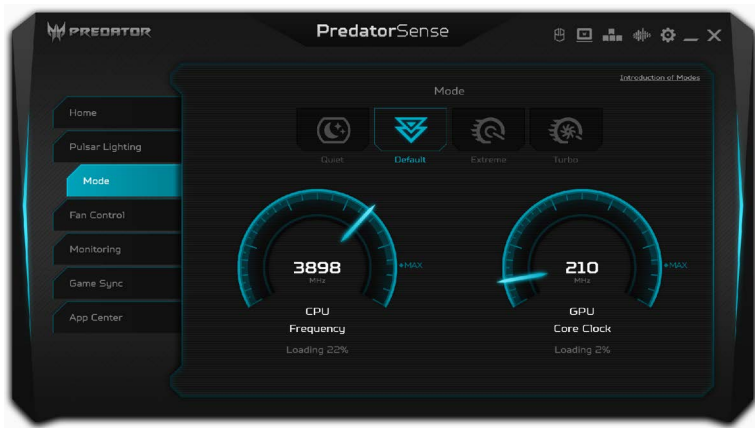 PREDATOR
PredatorSense
Introduction of Modes
Mode
Home
Pulsar Lighting
Mode
Fan Control
Monitoring
Game Sync
App Center
Quiet
Default
Extreme
Turbo
3898
MHz
MAX
CPU
Frequency
Loading 22%
210
MHz
MAX
GPU
Core Clock
Loading 2%